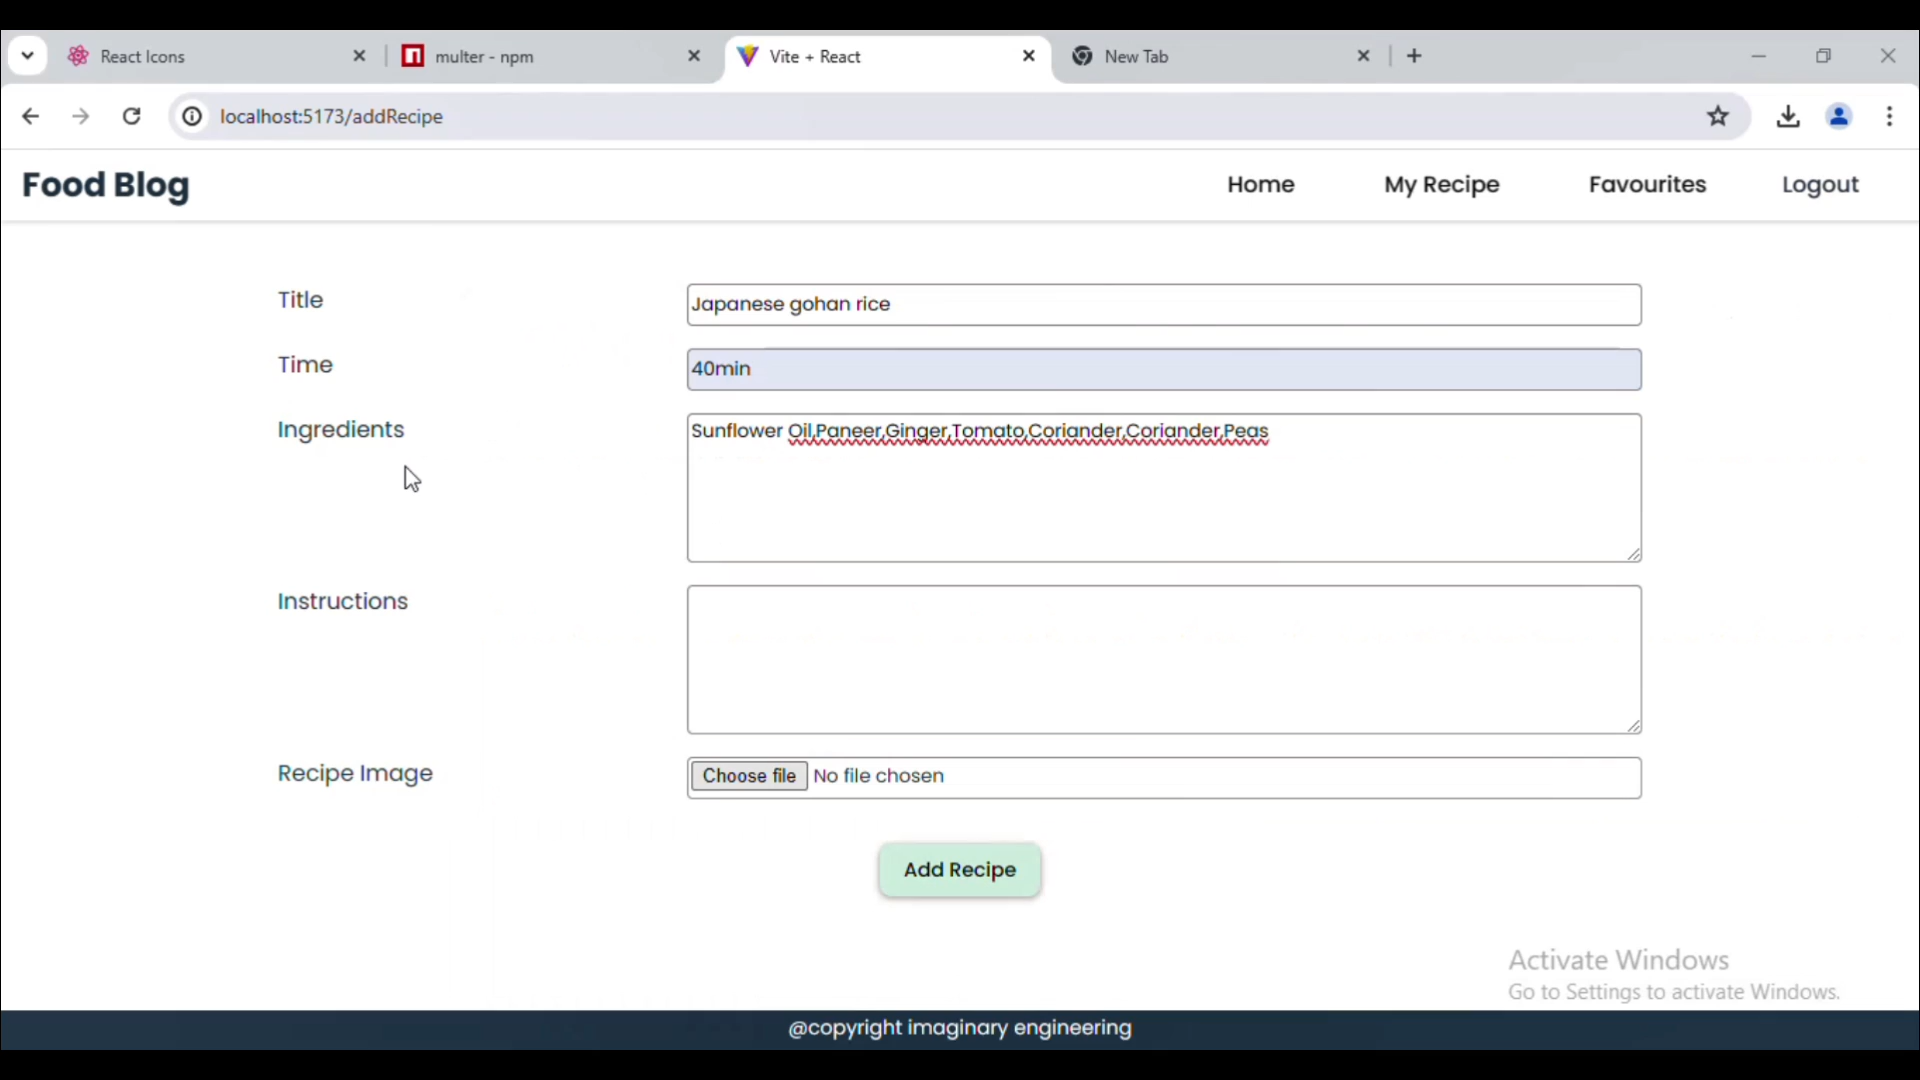 React Icons
multer - npm
Vite + React
New Tab
localhost:5173/addRecipe
Food Blog
Home
My Recipe
Favourites
Logout
Title
Japanese gohan rice
Time
40min
Ingredients
Sunflower Oil,Paneer,Ginger,Tomato,Coriander,Coriander,Peas
Instructions
Recipe Image
Choose file No file chosen
Add Recipe
Activate Windows
Go to Settings to activate Windows.
@copyright imaginary engineering